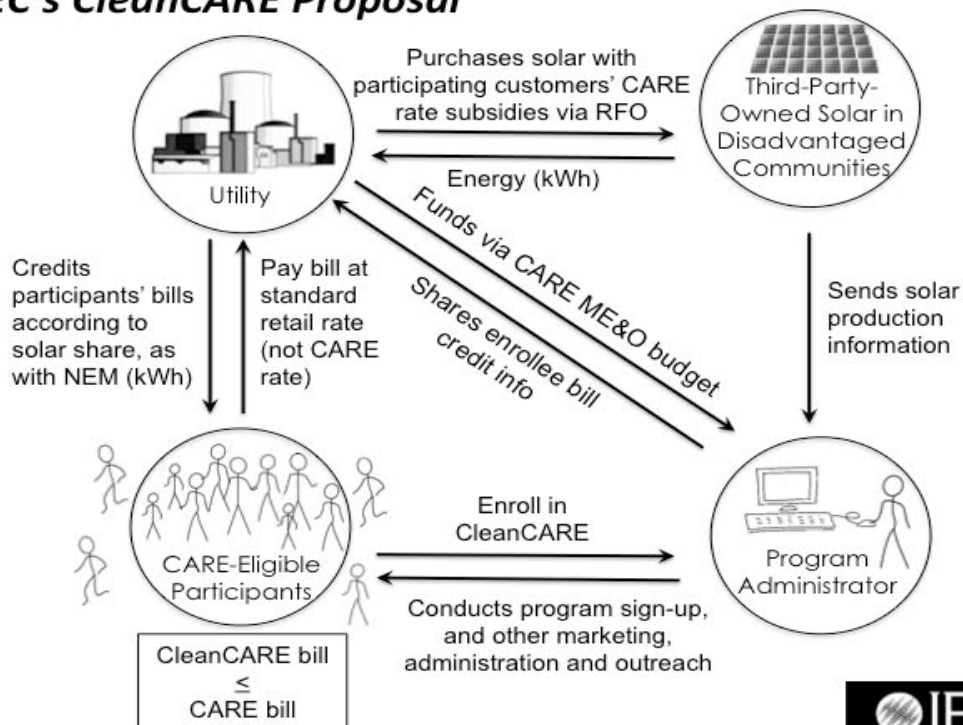 EC's CleanCARE Proposal
Purchases solar with
participating customers' CARE
rate subsidies via RFO
Energy (kWh)
Utility
Third-Party-
Owned Solar in
Disadvantaged
Communities
Funds via CARE ME&O budget
Shares enrollee bill
credit info
Credits
participants' bills
according to
solar share, as
with NEM (kWh)
Pay bill at
standard
retail rate
(not CARE
rate)
Sends solar
production
information
CARE-Eligible
Participants
Enroll in
CleanCARE
Conducts program sign-up,
and other marketing,
administration and outreach
Program
Administrator
CleanCARE bill
≤
CARE bill